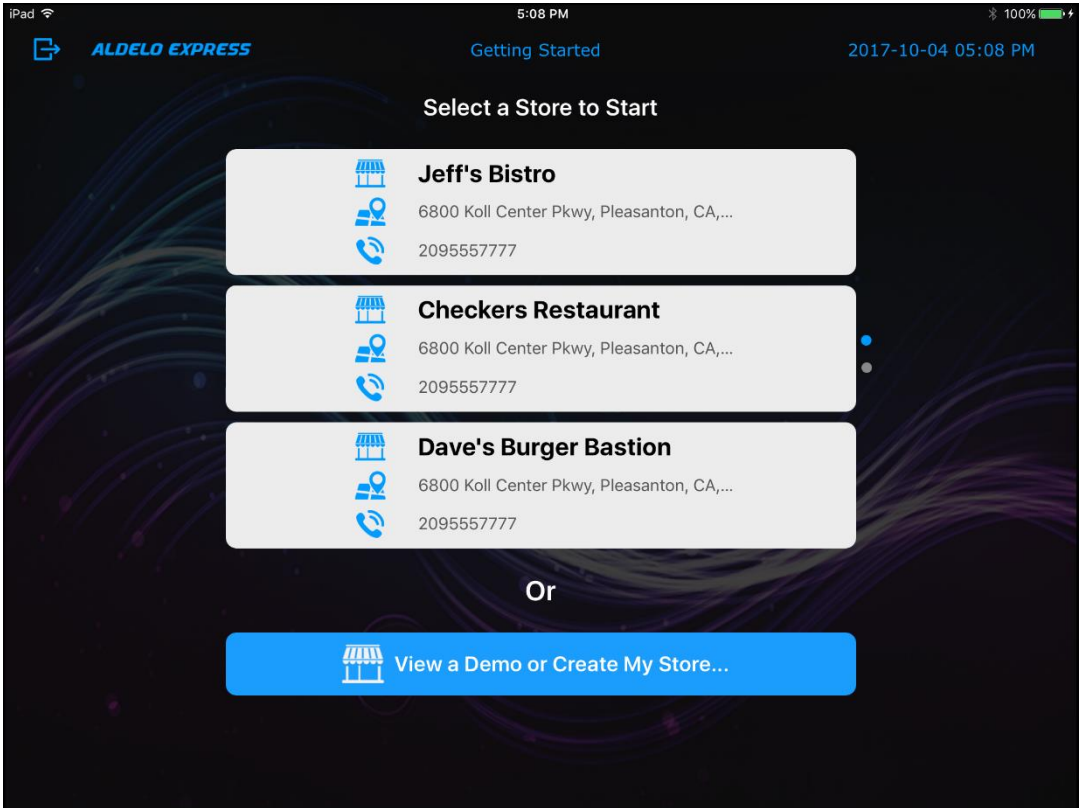 iPad 5:08 PM 100%
ALDELO EXPRESS Getting Started 2017-10-04 05:08 PM
Select a Store to Start
Jeff's Bistro
6800 Koll Center Pkwy, Pleasanton, CA,...
2095557777
Checkers Restaurant
6800 Koll Center Pkwy, Pleasanton, CA,...
2095557777
Dave's Burger Bastion
6800 Koll Center Pkwy, Pleasanton, CA,...
2095557777
Or
View a Demo or Create My Store...